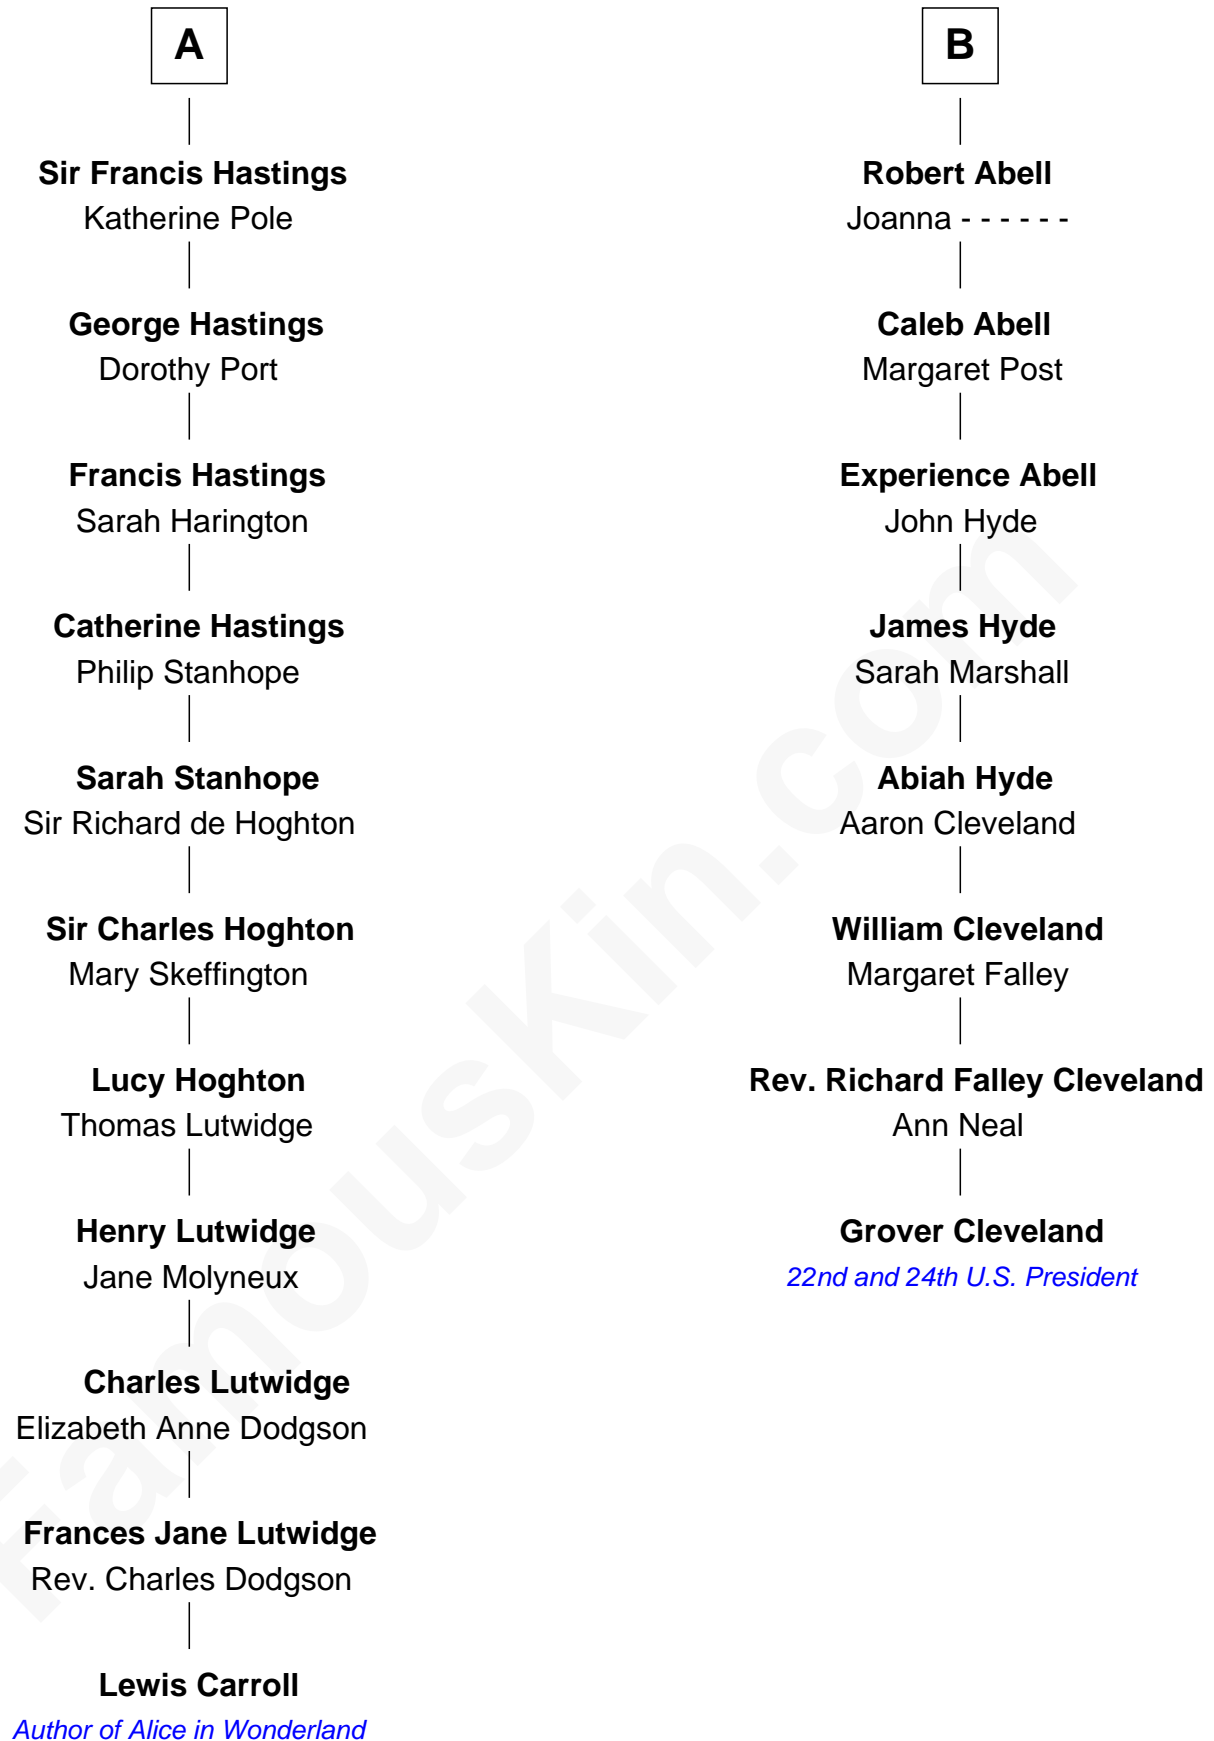 A
Sir Francis Hastings
Katherine Pole
George Hastings
Dorothy Port
Francis Hastings
Sarah Harington
Catherine Hastings
Philip Stanhope
Sarah Stanhope
Sir Richard de Hoghton
Sir Charles Hoghton
Mary Skeffington
Lucy Hoghton
Thomas Lutwidge
Henry Lutwidge
Jane Molyneux
Charles Lutwidge
Elizabeth Anne Dodgson
Frances Jane Lutwidge
Rev. Charles Dodgson
Lewis Carroll
Author of Alice in Wonderland
B
Robert Abell
Joanna - - - - - -
Caleb Abell
Margaret Post
Experience Abell
John Hyde
James Hyde
Sarah Marshall
Abiah Hyde
Aaron Cleveland
William Cleveland
Margaret Falley
Rev. Richard Falley Cleveland
Ann Neal
Grover Cleveland
22nd and 24th U.S. President
FamousKin.com